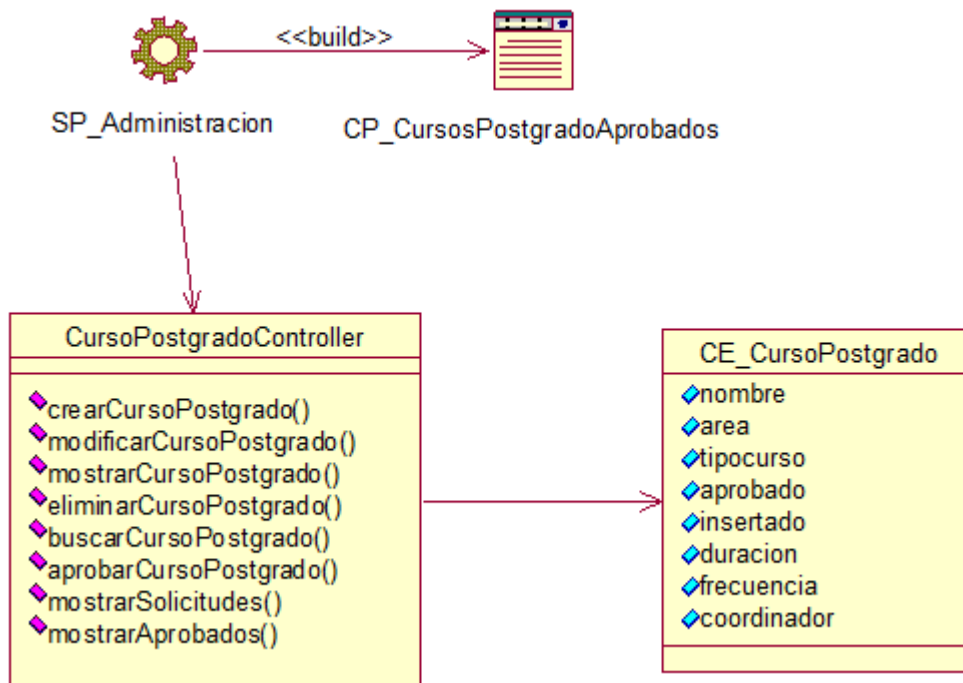 <<build>>
SP_Administracion
CP_CursosPostgradoAprobados
CursoPostgradoController
crearCursoPostgrado()
modificarCursoPostgrado()
mostrarCursoPostgrado()
eliminarCursoPostgrado()
buscarCursoPostgrado()
aprobarCursoPostgrado()
mostrarSolicitudes()
mostrarAprobados()
CE_CursoPostgrado
nombre
area
tipocurso
aprobado
insertado
duracion
frecuencia
coordinador